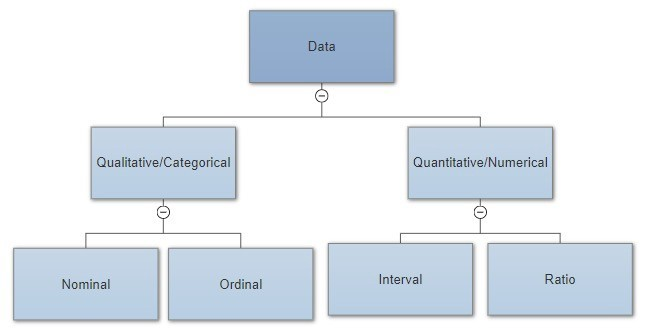 Data
Qualitative/Categorical
Quantitative/Numerical
Nominal
Ordinal
Interval
Ratio